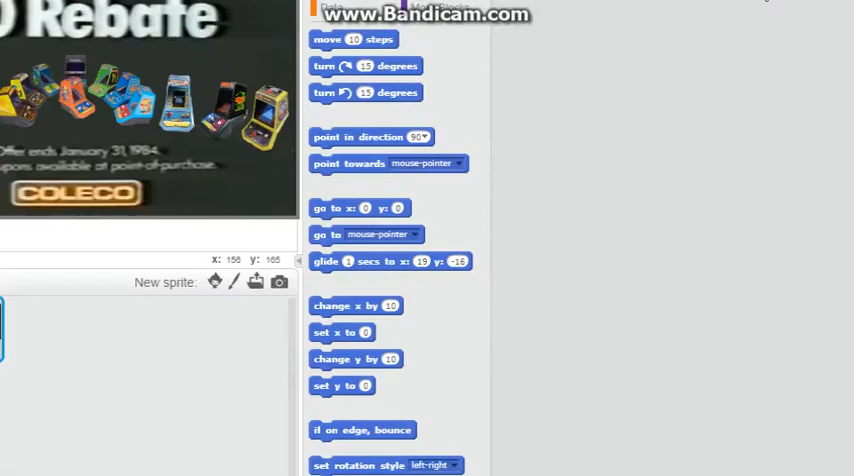 www.Bandicam.com
Rebate
Offer ends January 31, 1984.
available at point-of-purchase.
COLECO
x: 156 y: 165
New sprite:
move 10 steps
turn 15 degrees
turn 15 degrees
point in direction 90
point towards mouse-pointer
go to x: 0 y: 0
go to mouse-pointer
glide 1 secs to x: 19 y: -16
change x by 10
set x to 0
change y by 10
set y to 0
if on edge, bounce
set rotation style left-right